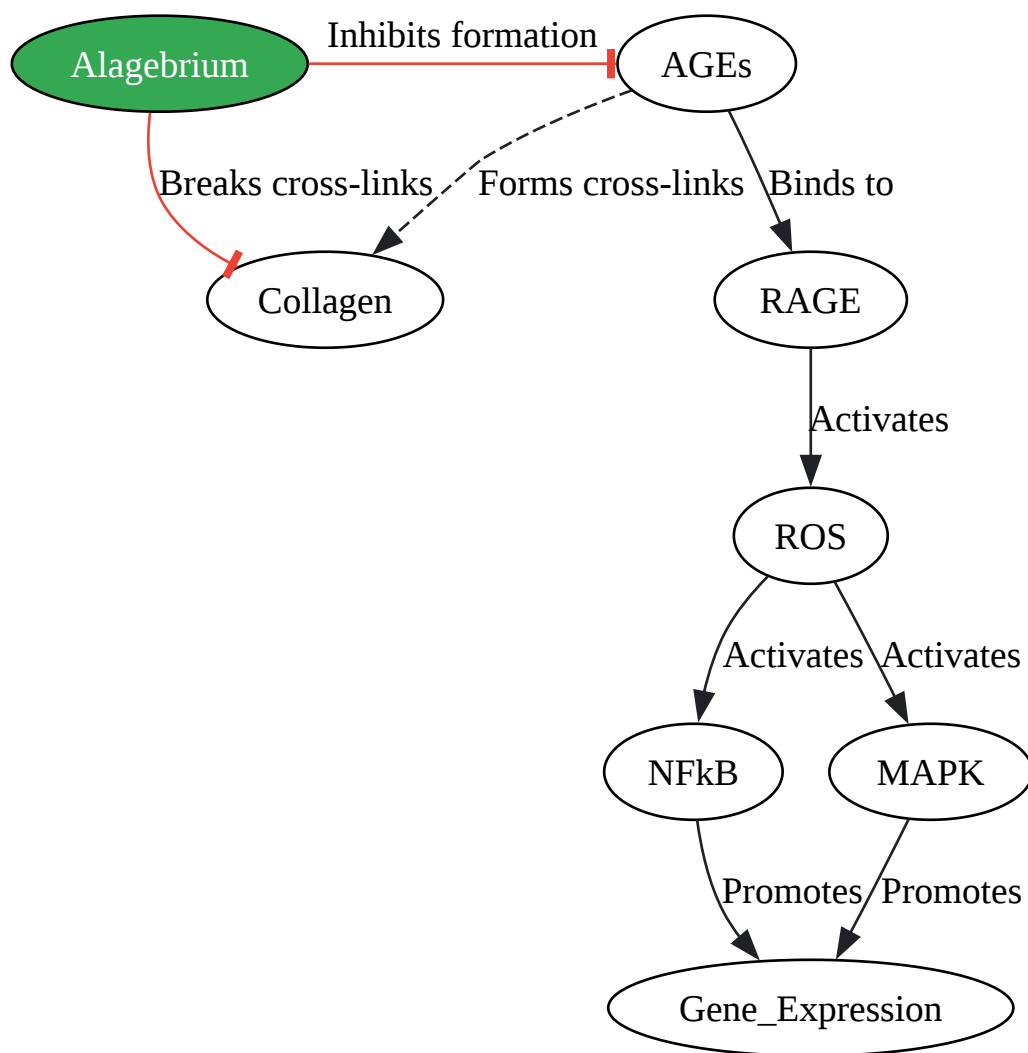 Inhibits formation
Alagebrium
AGEs
Breaks cross-links
Forms cross-links
Binds to
Collagen
RAGE
Activates
ROS
Activates
Activates
NFkB
MAPK
Promotes
Promotes
Gene_Expression